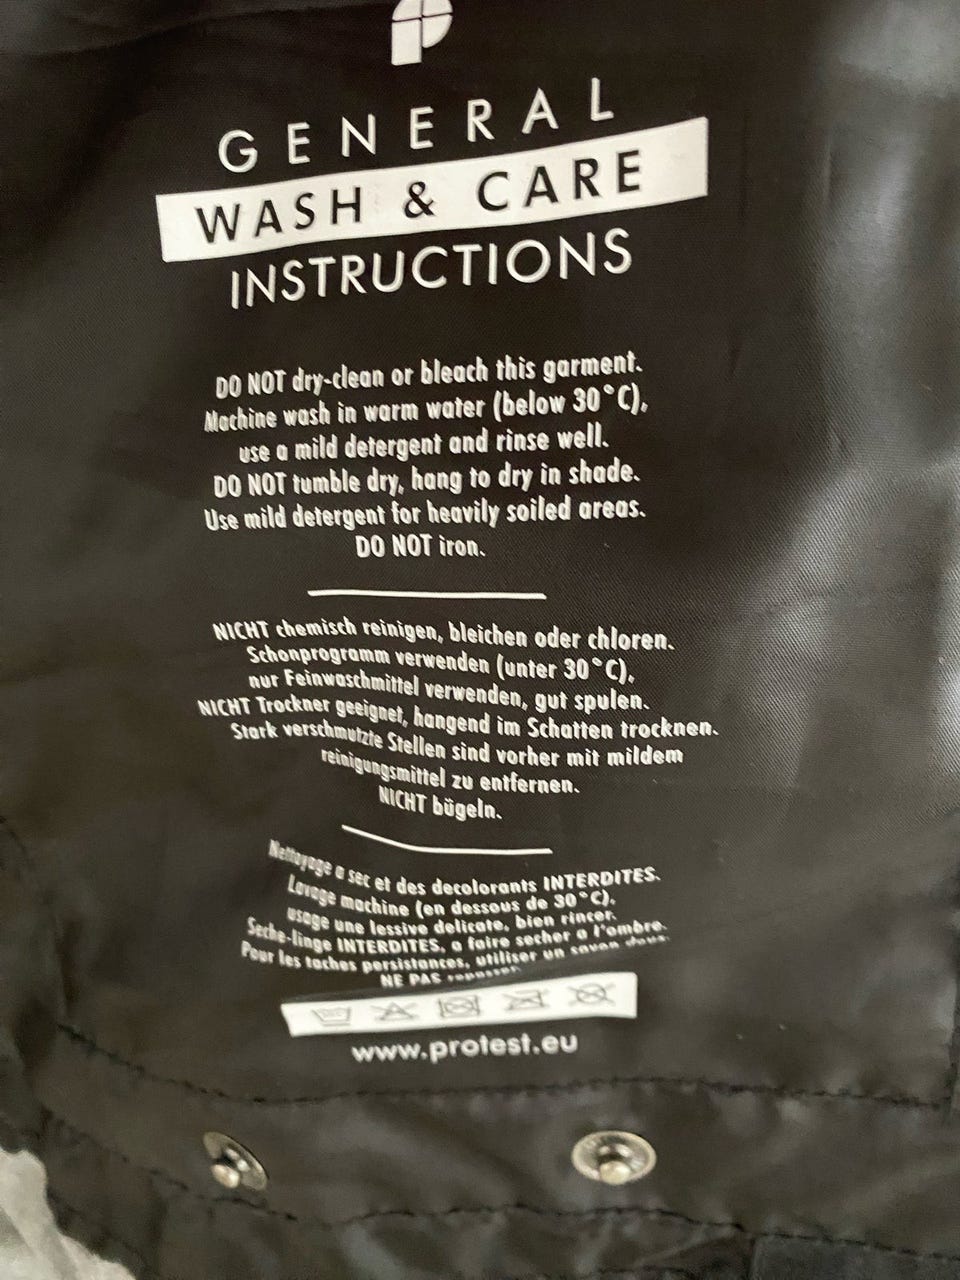 GENERAL
WASH & CARE
INSTRUCTIONS
DO NOT dry-clean or bleach this garment.
Machine wash in warm water (below 30°C),
use a mild detergent and rinse well.
DO NOT tumble dry, hang to dry in shade.
Use mild detergent for heavily soiled areas.
DO NOT iron.
NICHT chemisch reinigen, bleichen oder chloren.
Schonprogramm verwenden (unter 30°C),
nur Feinwaschmittel verwenden, gut spulen.
NICHT Trockner geeignet, hangend im Schatten trocknen.
Stark verschmutzte Stellen sind vorher mit mildem
reinigungsmittel zu entfernen.
NICHT bügeln.
Nettoyage a sec et des decolorants INTERDITES.
Lavage machine (en dessous de 30°C).
usage une lessive delicate, bien rincer.
Seche-linge INTERDITES, a faire secher a l'ombre.
Pour les taches persistances, utiliser un savon doux.
NE PAS
www.protest.eu